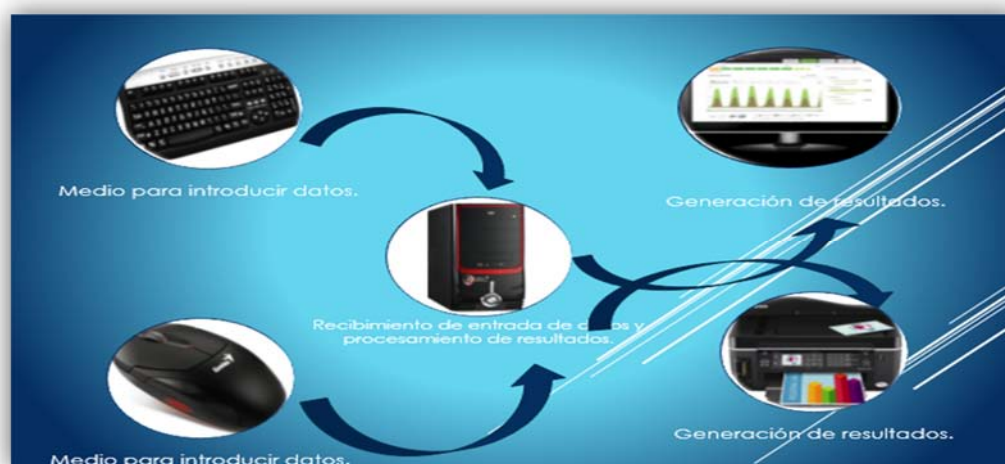 Medio para introducir datos.
Generación de resultados.
Recibimiento de entrada de datos y
procesamiento de resultados.
Medio para introducir datos.
Generación de resultados.